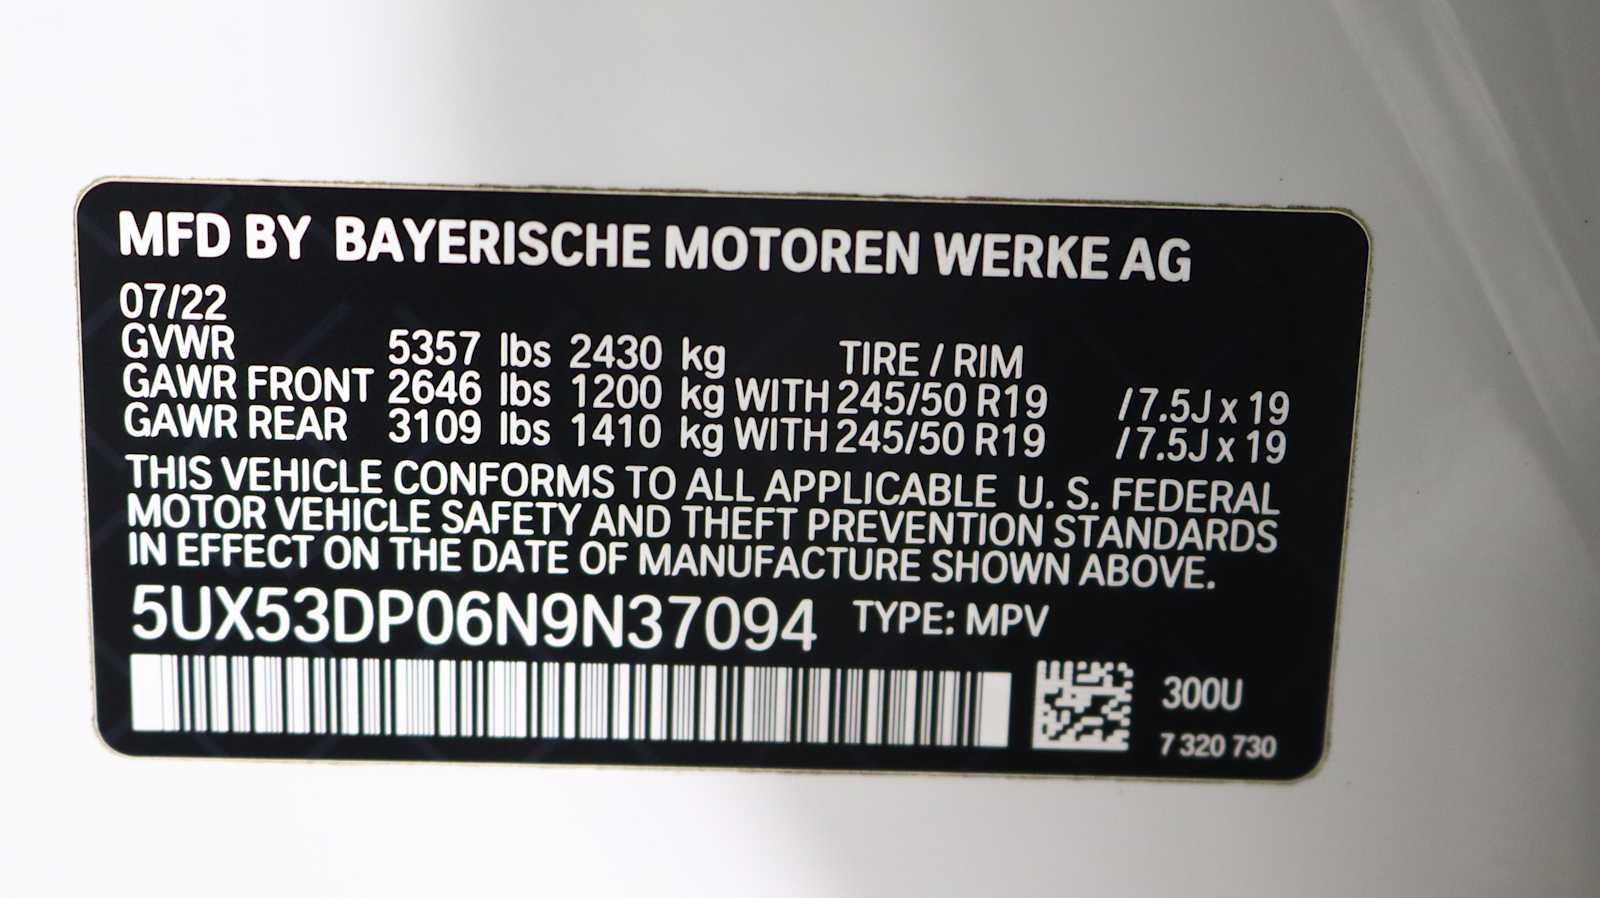 MFD BY BAYERISCHE MOTOREN WERKE AG
07/22
GVWR 5357 lbs 2430 kg TIRE / RIM
GAWR FRONT 2646 lbs 1200 kg WITH 245/50 R19 /7.5J x 19
GAWR REAR 3109 lbs 1410 kg WITH 245/50 R19 /7.5J x 19
THIS VEHICLE CONFORMS TO ALL APPLICABLE U. S. FEDERAL
MOTOR VEHICLE SAFETY AND THEFT PREVENTION STANDARDS
IN EFFECT ON THE DATE OF MANUFACTURE SHOWN ABOVE.
5UX53DP06N9N37094 TYPE: MPV
300U
7 320 730